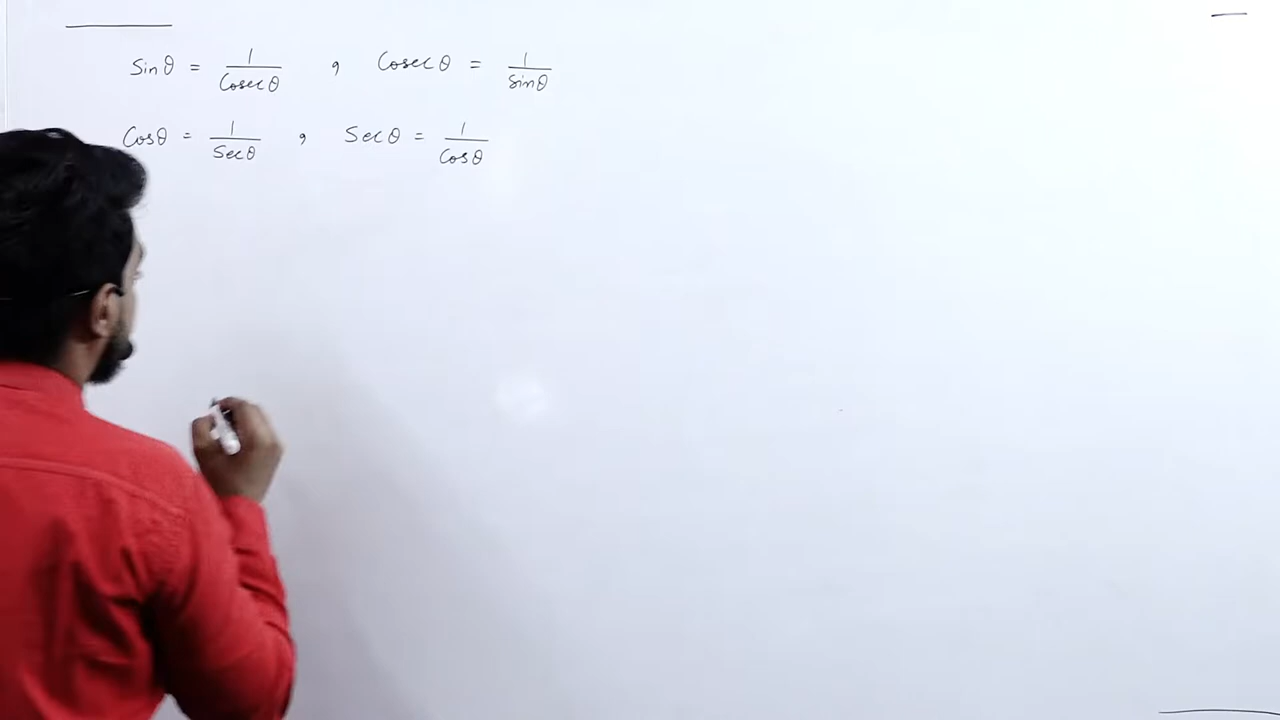 Sinθ = 1/Cosecθ , Cosecθ = 1/Sinθ
Cosθ = 1/Secθ , Secθ = 1/Cosθ